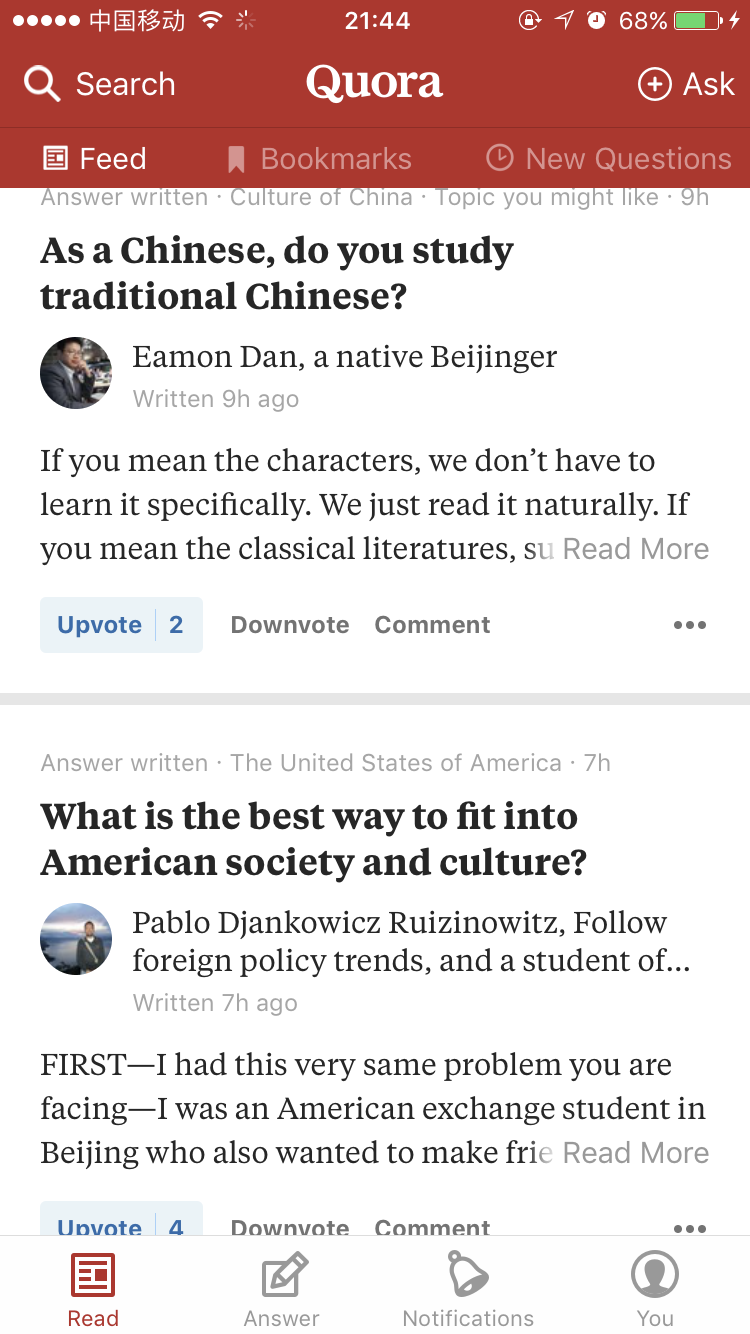 中国移动 21:44 68%
Search Quora Ask
Feed Bookmarks New Questions
Answer written · Culture of China · Topic you might like · 9h
As a Chinese, do you study
traditional Chinese?
Eamon Dan, a native Beijinger
Written 9h ago
If you mean the characters, we don’t have to
learn it specifically. We just read it naturally. If
you mean the classical literatures, su Read More
Upvote 2 Downvote Comment
Answer written · The United States of America · 7h
What is the best way to fit into
American society and culture?
Pablo Djankowicz Ruizinowitz, Follow
foreign policy trends, and a student of...
Written 7h ago
FIRST—I had this very same problem you are
facing—I was an American exchange student in
Beijing who also wanted to make frie Read More
Upvote 4 Downvote Comment
Read Answer Notifications You